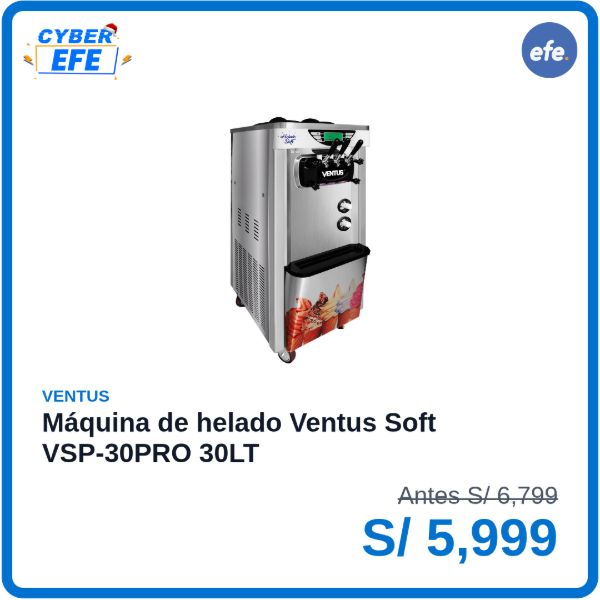 CYBER
EFE
efe.
VENTUS
VENTUS
Máquina de helado Ventus Soft
VSP-30PRO 30LT
Antes S/ 6,799
S/ 5,999